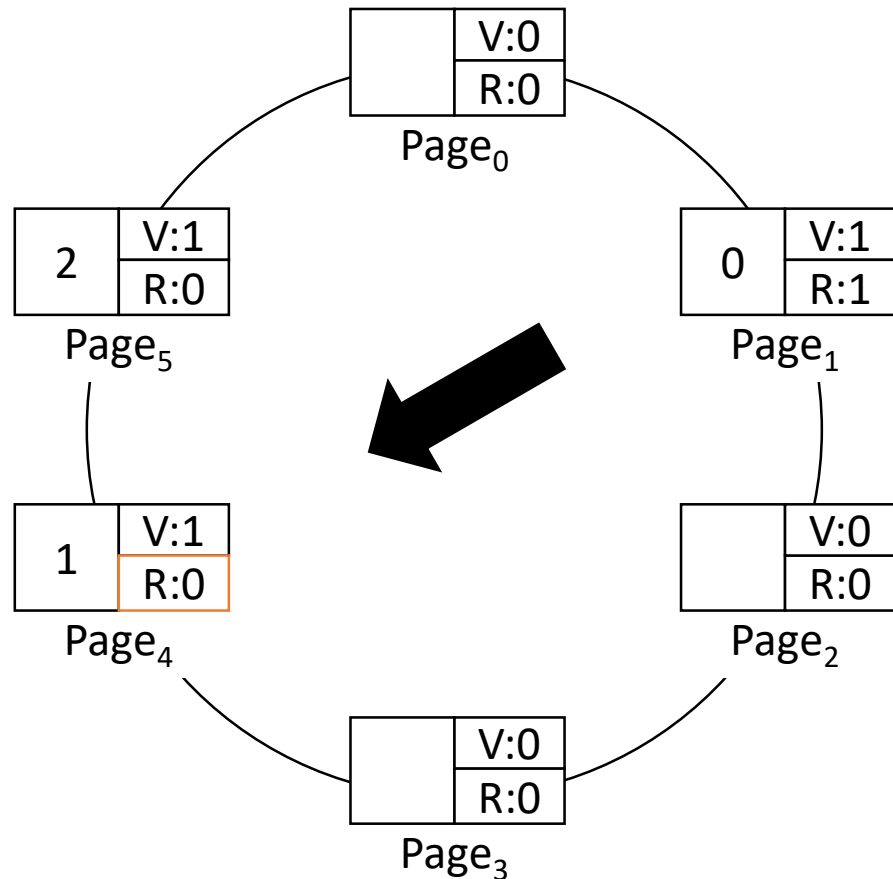 V:0
R:0
Page₀
2
V:1
R:0
Page₅
0
V:1
R:1
Page₁
1
V:1
R:0
Page₄
V:0
R:0
Page₂
V:0
R:0
Page₃